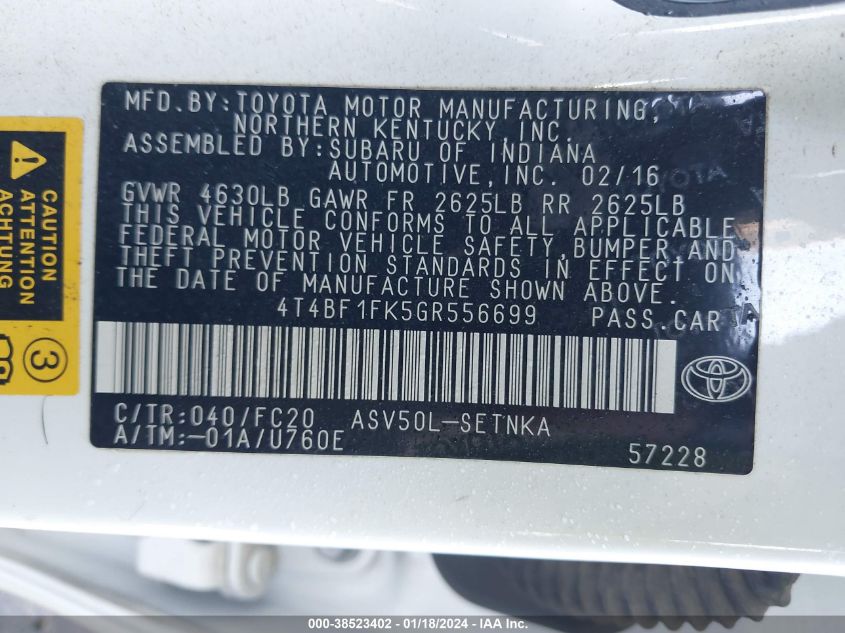 MFD.BY:TOYOTA MOTOR MANUFACTURING,
NORTHERN KENTUCKY,INC.
ASSEMBLED BY:SUBARU OF INDIANA
AUTOMOTIVE,INC. 02/16
GVWR 4630LB GAWR FR 2625LB RR 2625LB
THIS VEHICLE CONFORMS TO ALL APPLICABLE
FEDERAL MOTOR VEHICLE SAFETY,BUMPER,AND
THEFT PREVENTION STANDARDS IN EFFECT ON
THE DATE OF MANUFACTURE SHOWN ABOVE.
4T4BF1FK5GR556699 PASS.CAR
C/TR:040/FC20 ASV50L-SETNKA
A/TM:-01A/U760E
57228
CAUTION
ATTENTION
ACHTUNG
3
TOYOTA
000-38523402 - 01/18/2024 - IAAI.COM